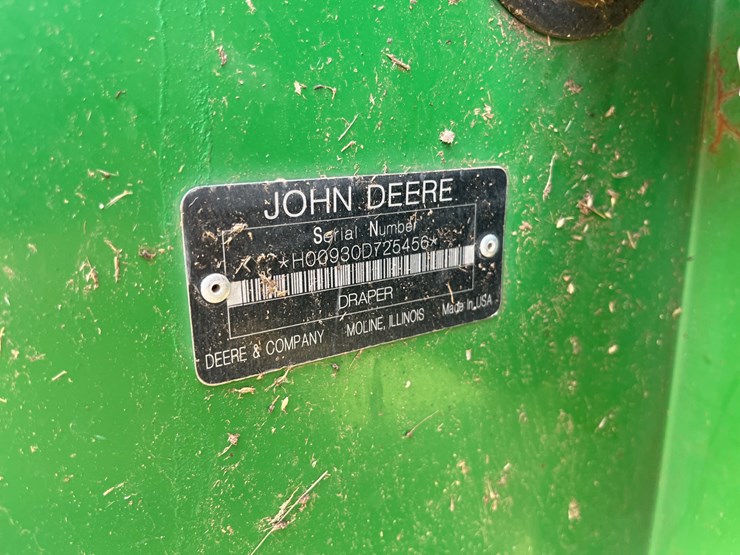 JOHN DEERE
Serial Number
*H00930D725456*
DRAPER
DEERE & COMPANY MOLINE, ILLINOIS Made In USA